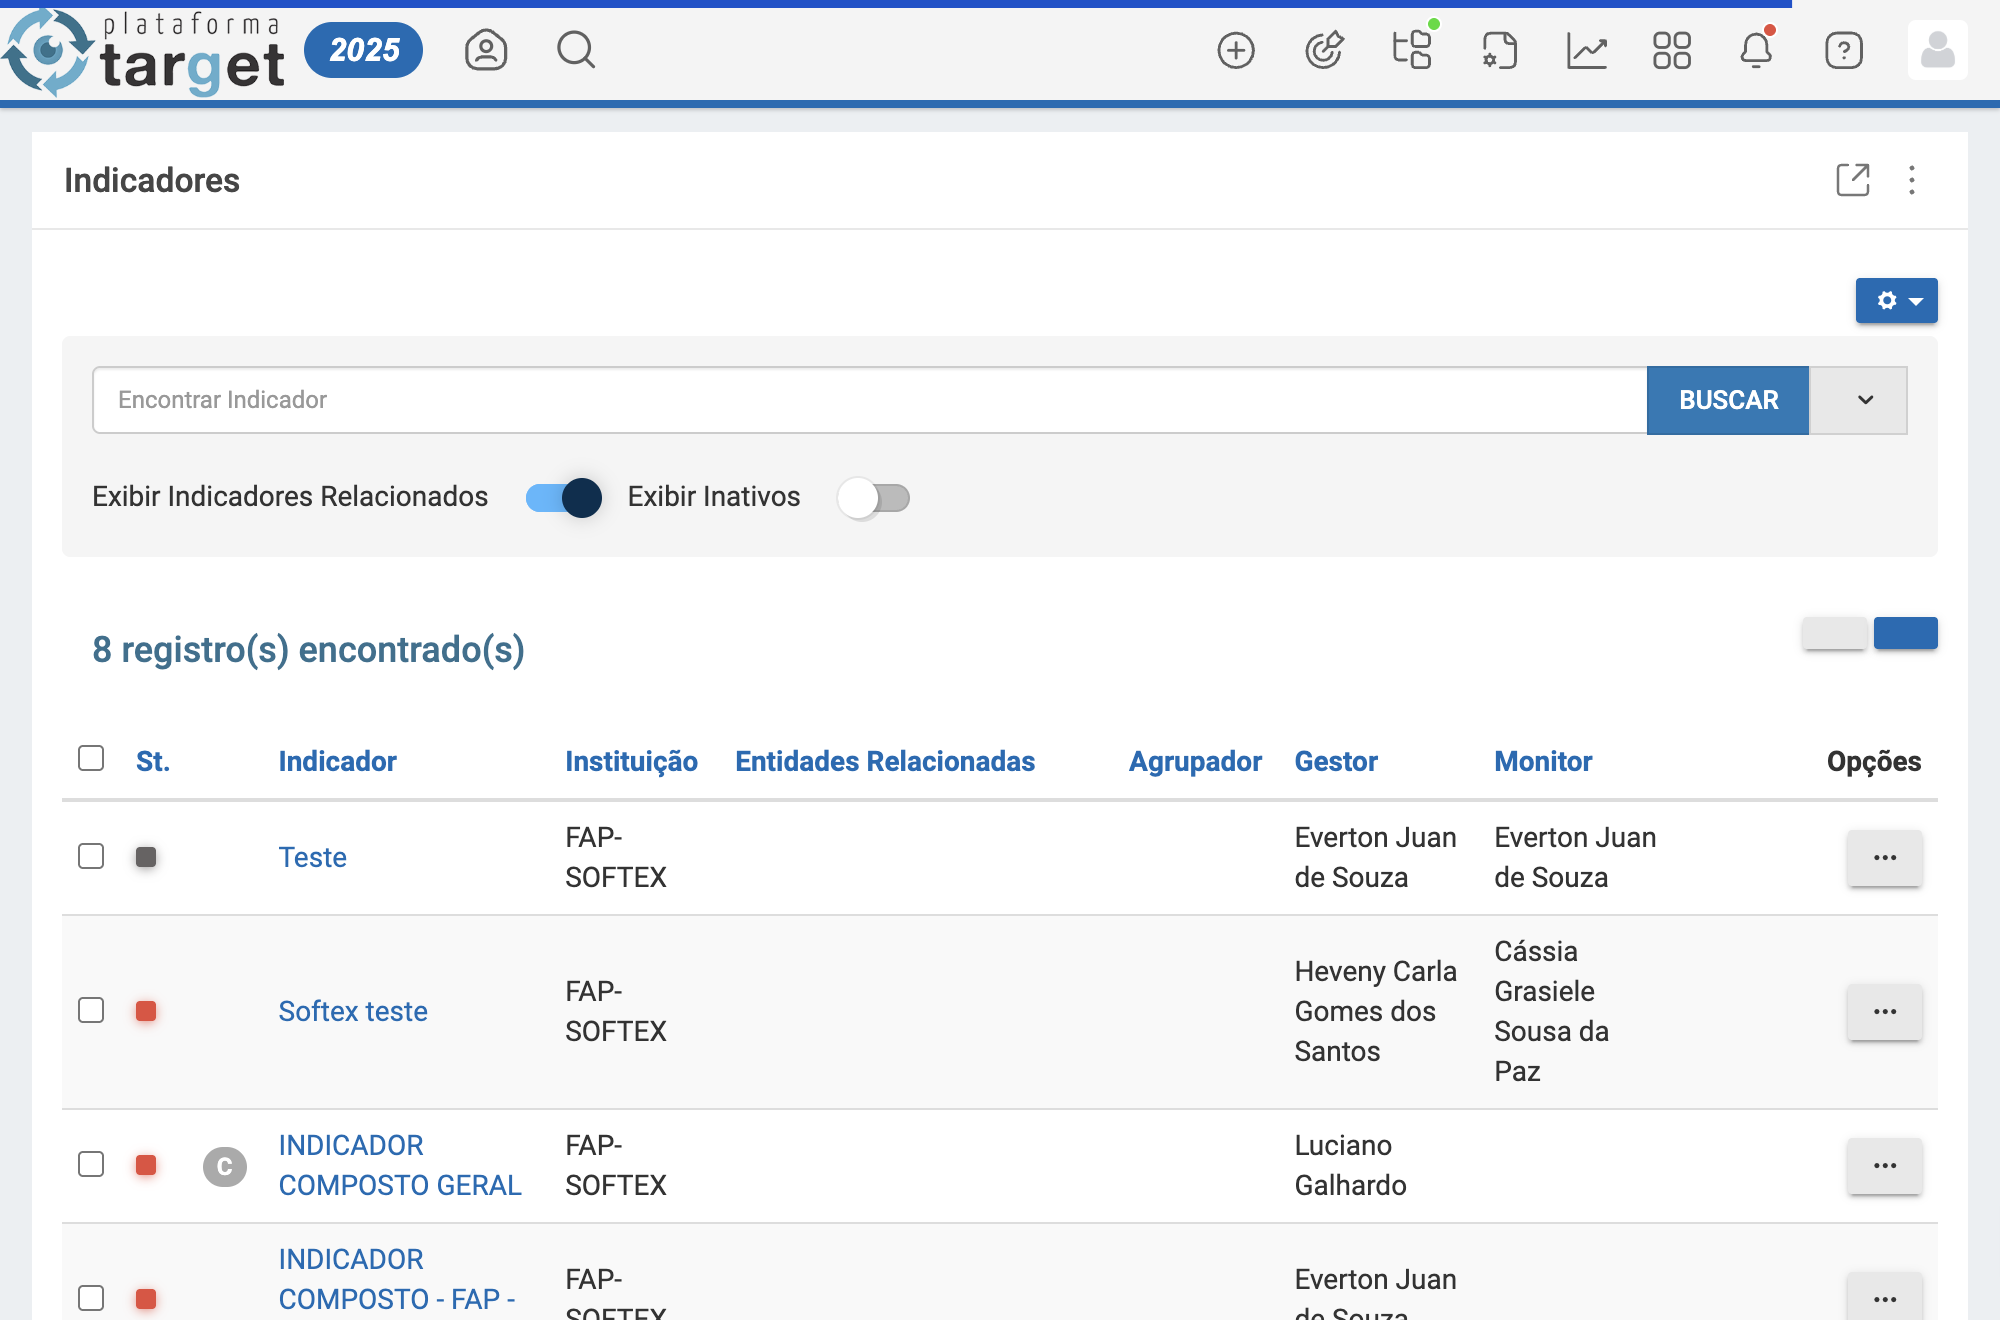 plataforma
target
2025
Indicadores
Encontrar Indicador
BUSCAR
Exibir Indicadores Relacionados
Exibir Inativos
8 registro(s) encontrado(s)
St.
Indicador
Instituição
Entidades Relacionadas
Agrupador
Gestor
Monitor
Opções
Teste
FAP-
SOFTEX
Everton Juan
de Souza
Everton Juan
de Souza
Softex teste
FAP-
SOFTEX
Heveny Carla
Gomes dos
Santos
Cássia
Grasiele
Sousa da
Paz
C
INDICADOR
COMPOSTO GERAL
FAP-
SOFTEX
Luciano
Galhardo
INDICADOR
COMPOSTO - FAP -
FAP-
SOFTEX
Everton Juan
de Souza